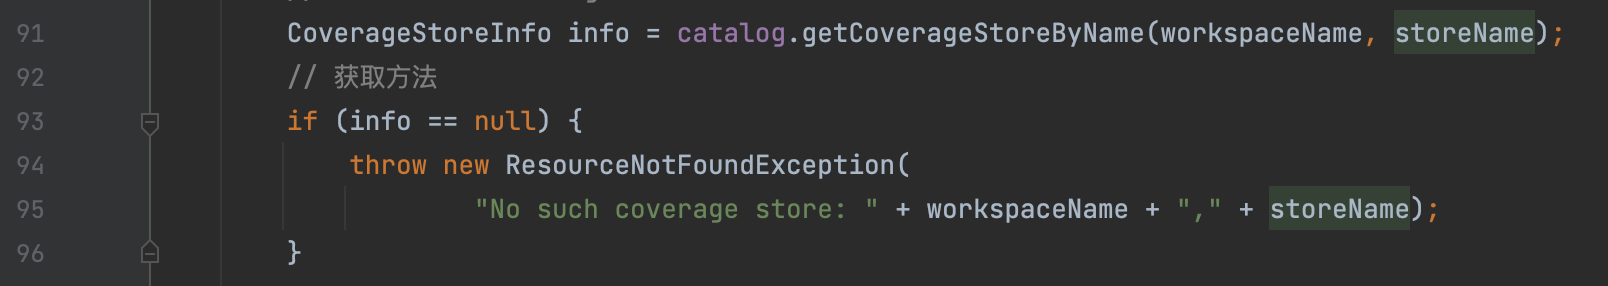 91 CoverageStoreInfo info = catalog.getCoverageStoreByName(workspaceName, storeName);
92 // 获取方法
93 if (info == null) {
94 throw new ResourceNotFoundException(
95 "No such coverage store: " + workspaceName + "," + storeName);
96 }